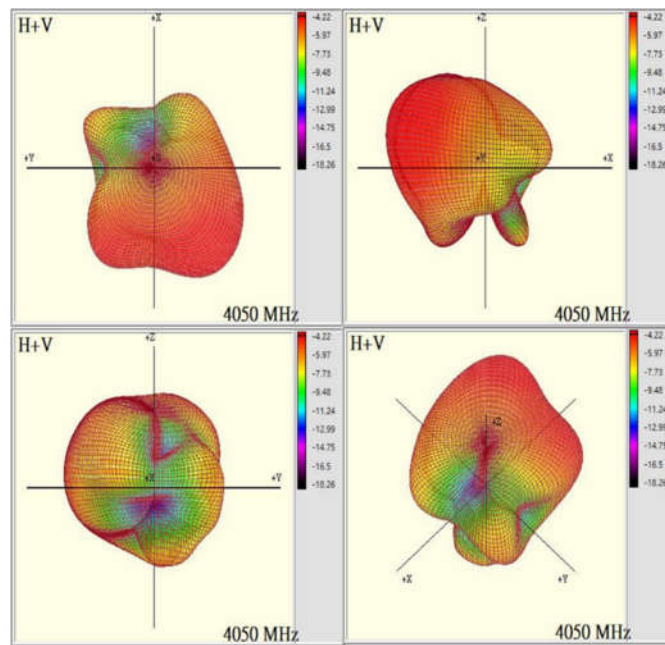 H+V
+X
+Y
-4.22
-5.97
-7.73
-9.48
-11.24
-12.99
-14.75
-16.5
-18.26
4050 MHz
H+V
+Z
+Y
+X
-4.22
-5.97
-7.73
-9.48
-11.24
-12.99
-14.75
-16.5
-18.26
4050 MHz
H+V
+Z
+X
+Y
-4.22
-5.97
-7.73
-9.48
-11.24
-12.99
-14.75
-16.5
-18.26
4050 MHz
H+V
+Z
+X
+Y
-4.22
-5.97
-7.73
-9.48
-11.24
-12.99
-14.75
-16.5
-18.26
4050 MHz